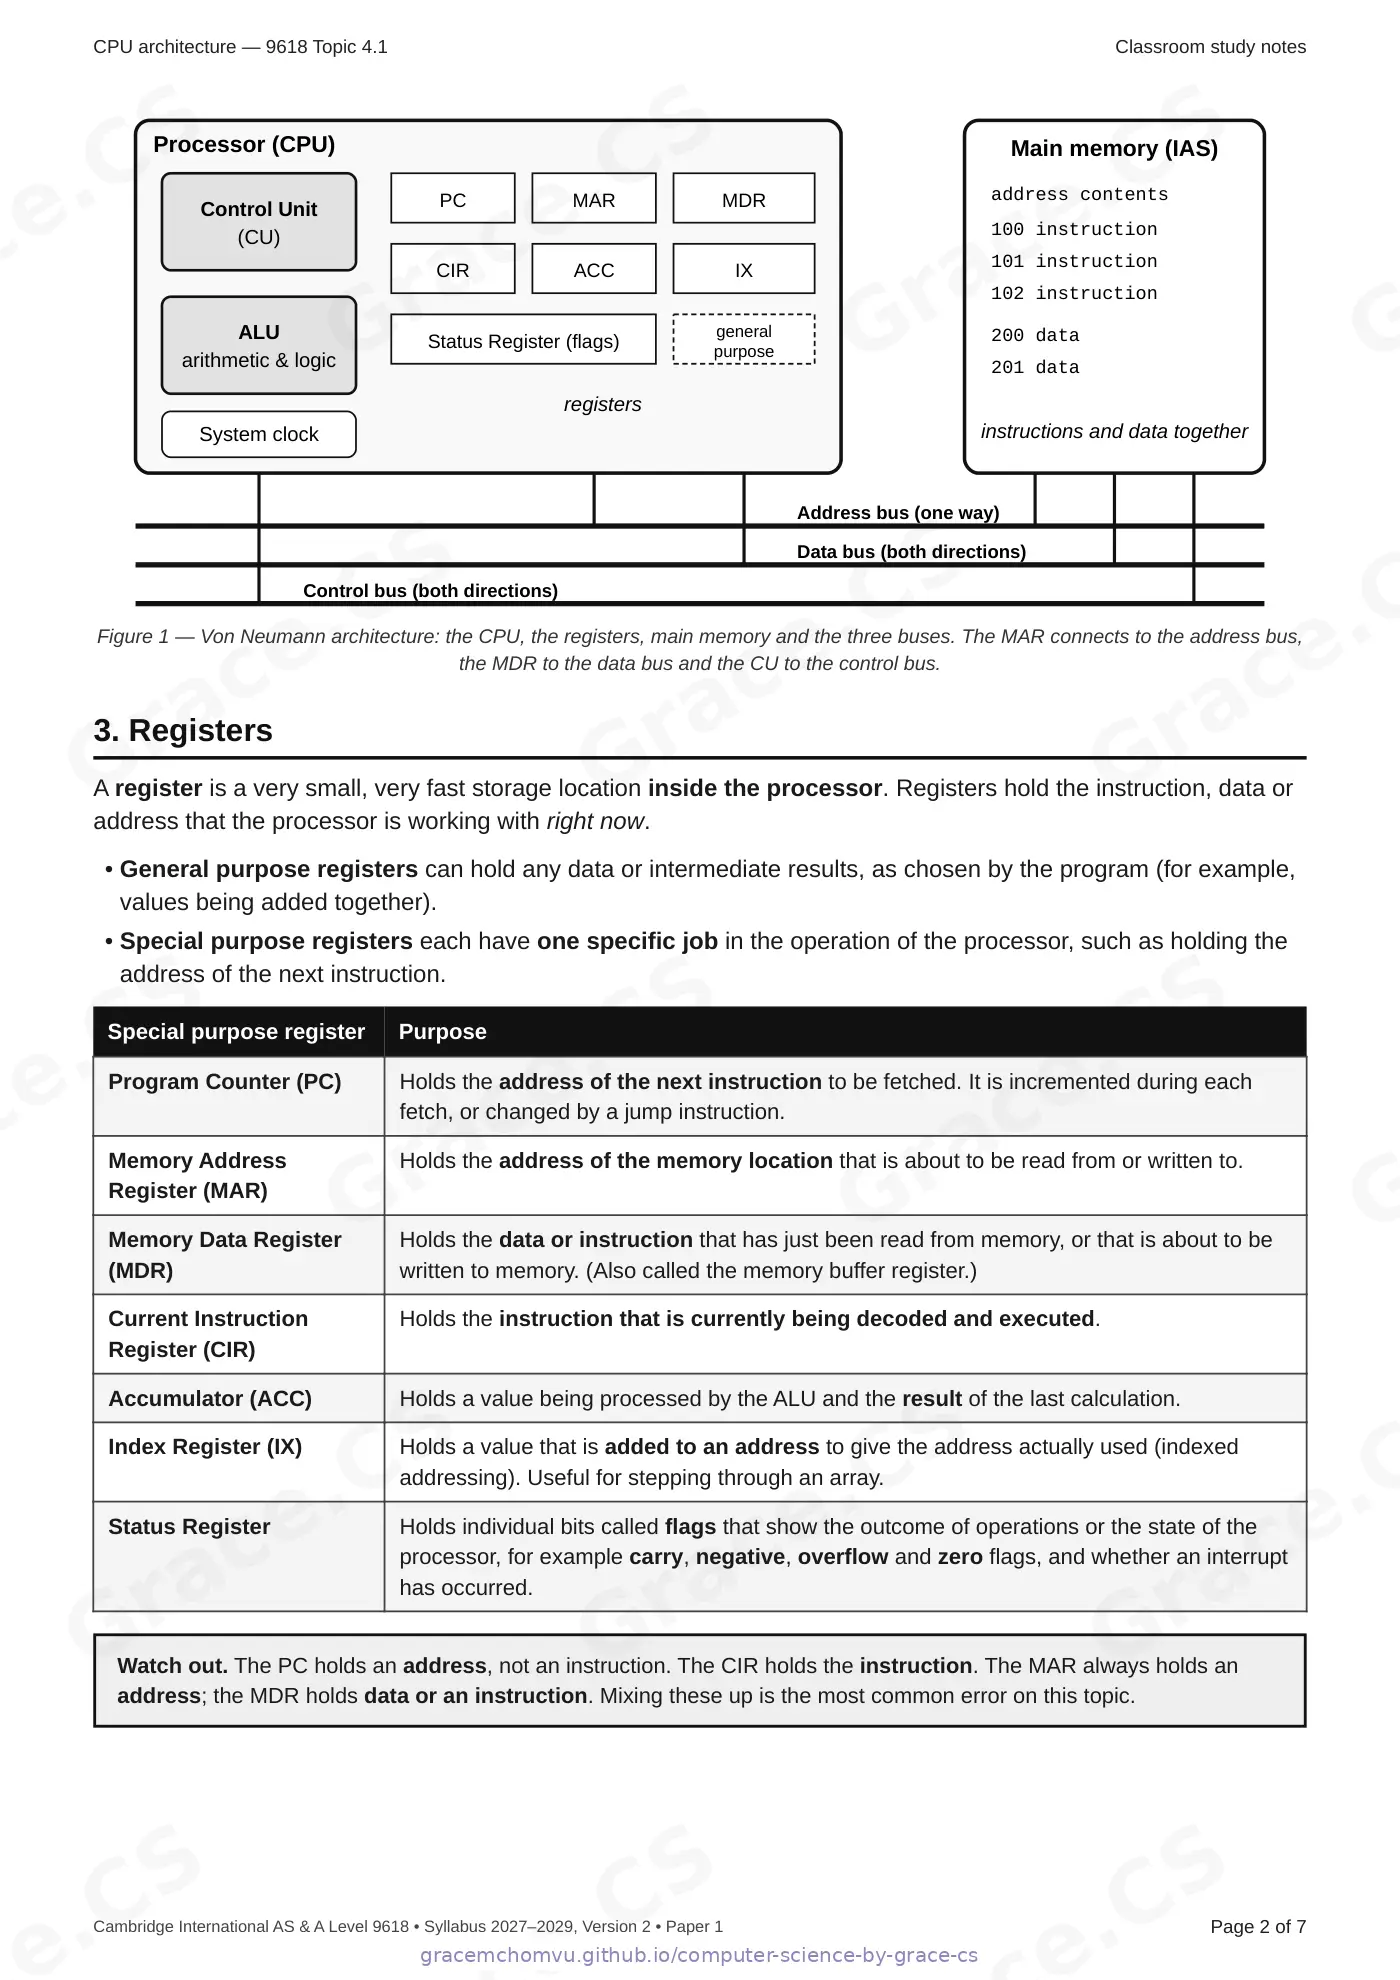 CPU architecture — 9618 Topic 4.1
Classroom study notes
Processor (CPU)
Control Unit
(CU)
PC
MAR
MDR
CIR
ACC
IX
ALU
arithmetic & logic
Status Register (flags)
general
purpose
registers
System clock
Main memory (IAS)
address contents
100 instruction
101 instruction
102 instruction
200 data
201 data
instructions and data together
Address bus (one way)
Data bus (both directions)
Control bus (both directions)
Figure 1 — Von Neumann architecture: the CPU, the registers, main memory and the three buses. The MAR connects to the address bus,
the MDR to the data bus and the CU to the control bus.
3. Registers
A register is a very small, very fast storage location inside the processor. Registers hold the instruction, data or
address that the processor is working with right now.
• General purpose registers can hold any data or intermediate results, as chosen by the program (for example,
values being added together).
• Special purpose registers each have one specific job in the operation of the processor, such as holding the
address of the next instruction.
Special purpose register
Purpose
Program Counter (PC)
Holds the address of the next instruction to be fetched. It is incremented during each
fetch, or changed by a jump instruction.
Memory Address
Register (MAR)
Holds the address of the memory location that is about to be read from or written to.
Memory Data Register
(MDR)
Holds the data or instruction that has just been read from memory, or that is about to be
written to memory. (Also called the memory buffer register.)
Current Instruction
Register (CIR)
Holds the instruction that is currently being decoded and executed.
Accumulator (ACC)
Holds a value being processed by the ALU and the result of the last calculation.
Index Register (IX)
Holds a value that is added to an address to give the address actually used (indexed
addressing). Useful for stepping through an array.
Status Register
Holds individual bits called flags that show the outcome of operations or the state of the
processor, for example carry, negative, overflow and zero flags, and whether an interrupt
has occurred.
Watch out. The PC holds an address, not an instruction. The CIR holds the instruction. The MAR always holds an
address; the MDR holds data or an instruction. Mixing these up is the most common error on this topic.
Cambridge International AS & A Level 9618 • Syllabus 2027–2029, Version 2 • Paper 1
Page 2 of 7
gracemchomvu.github.io/computer-science-by-grace-cs
Grace.CS